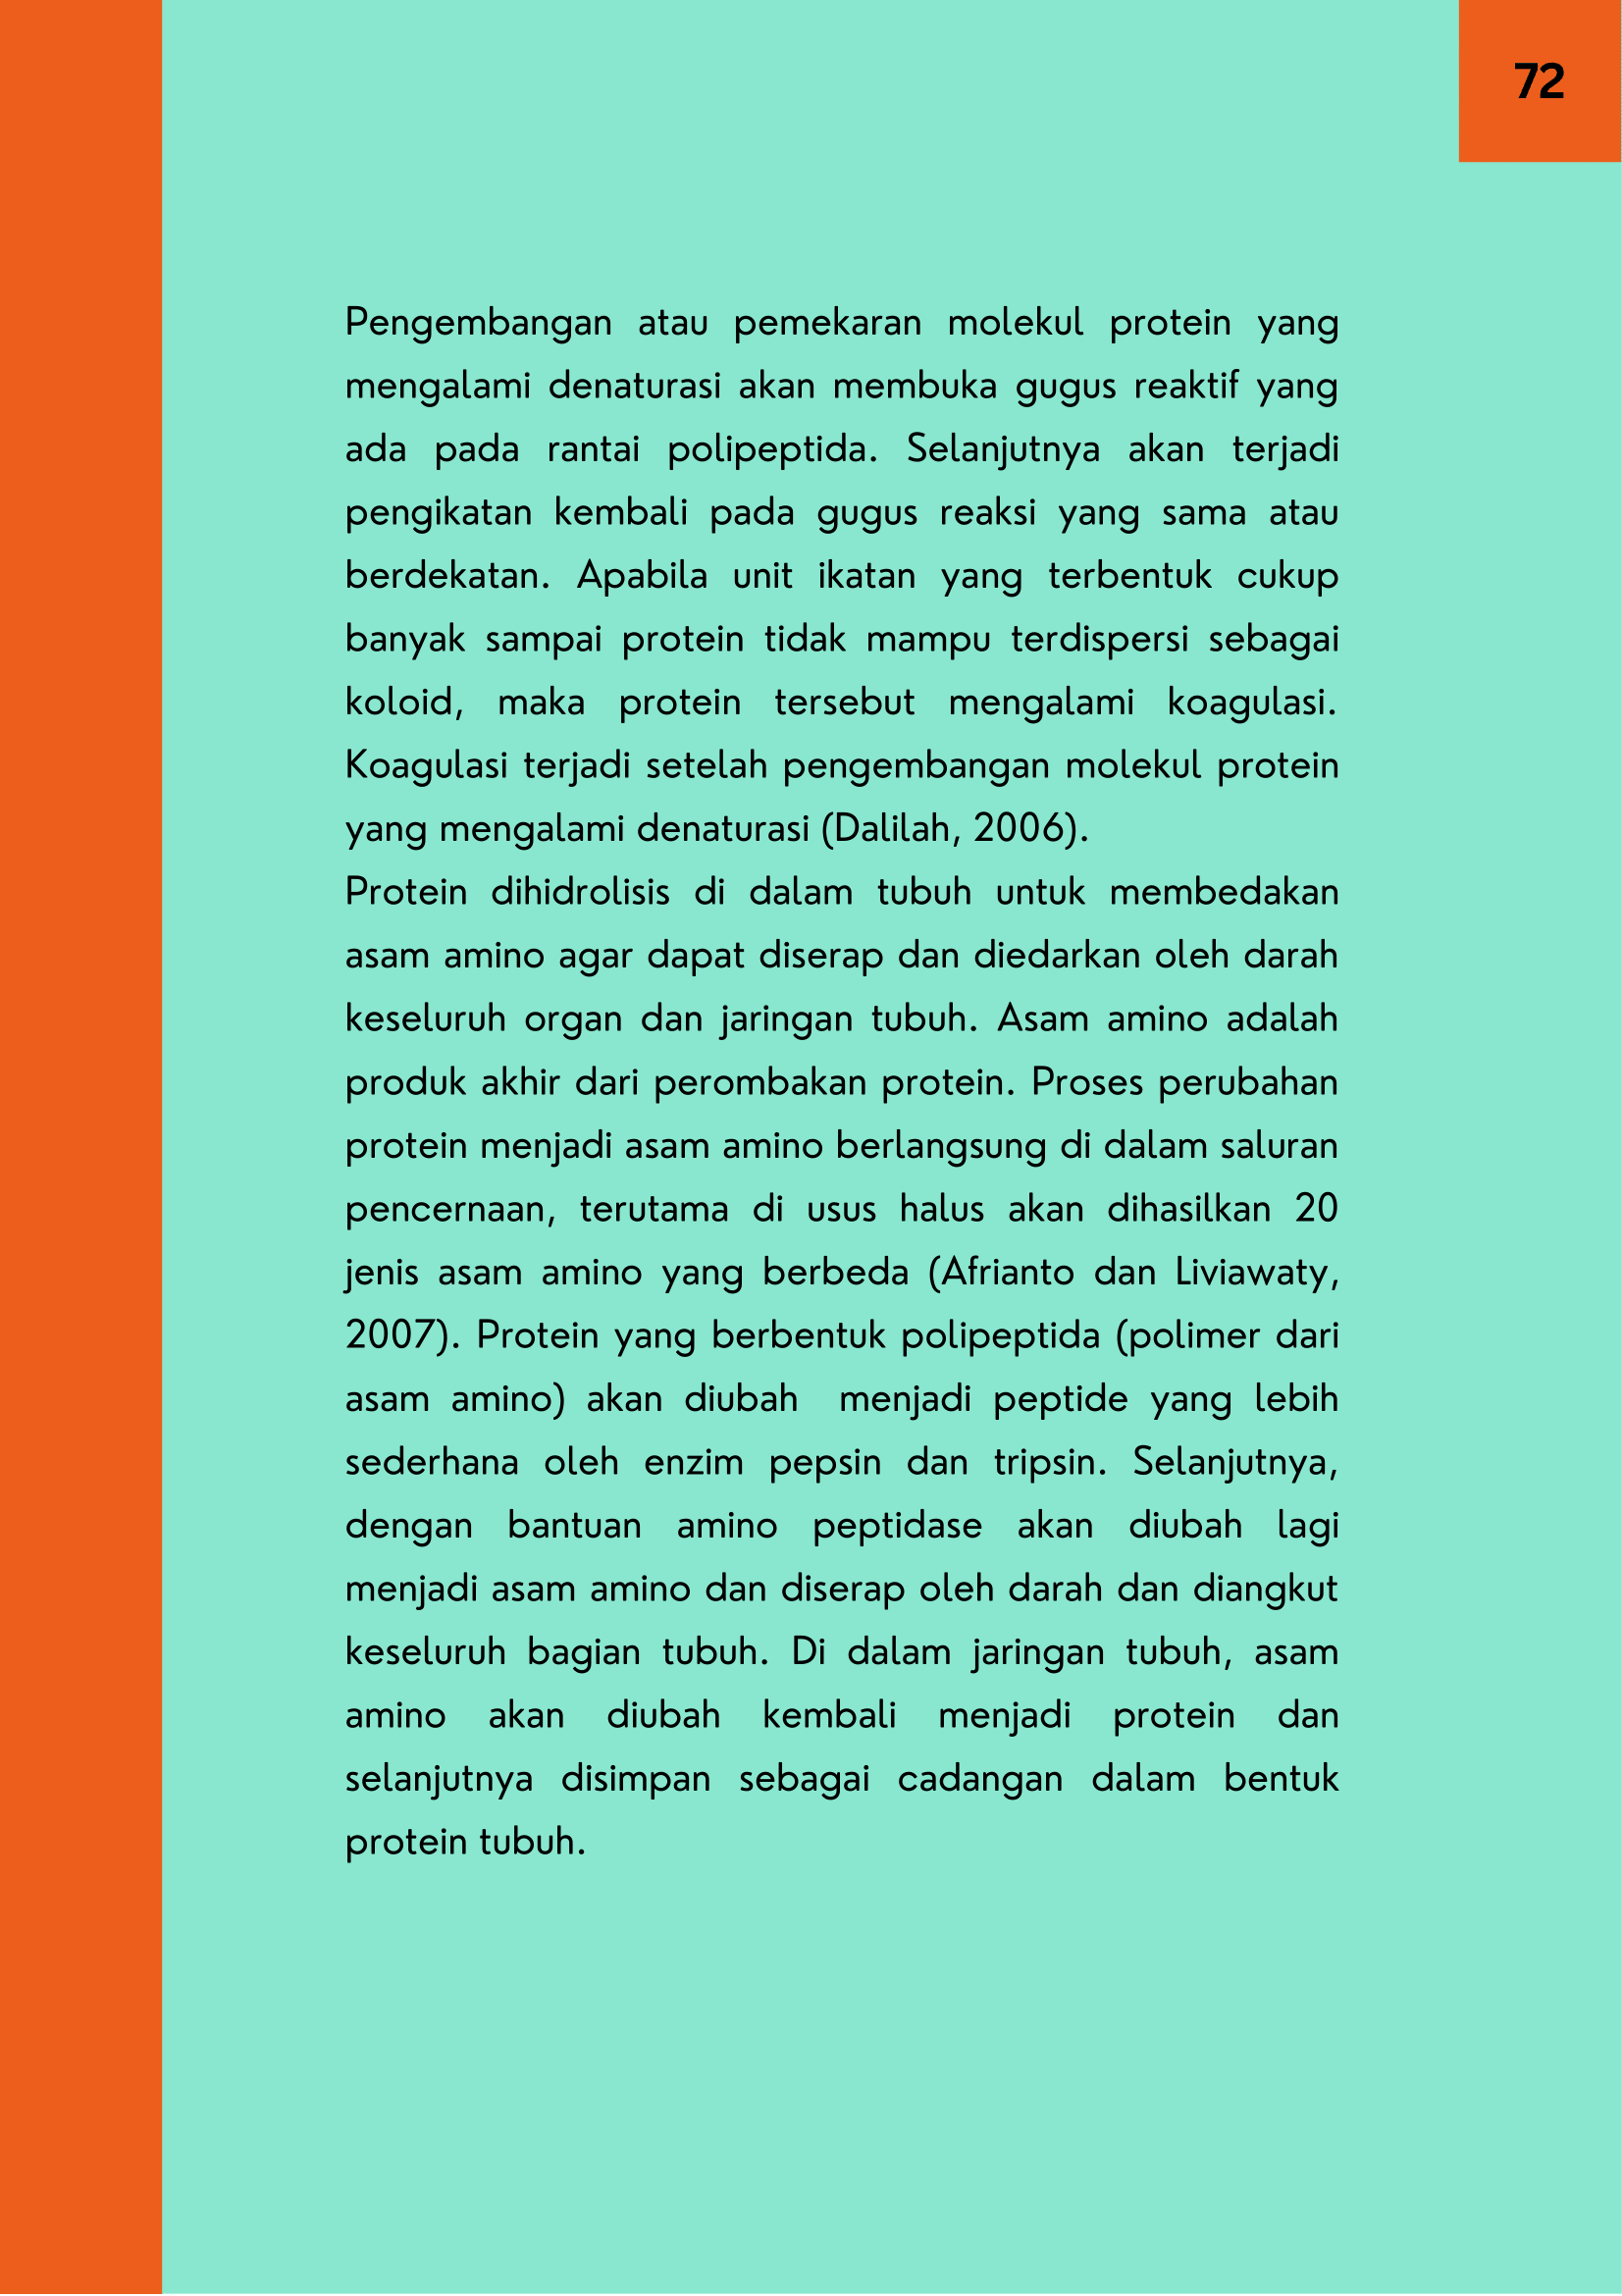 72
Pengembangan atau pemekaran molekul protein yang
mengalami denaturasi akan membuka gugus reaktif yang
ada pada rantai polipeptida. Selanjutnya akan terjadi
pengikatan kembali pada gugus reaksi yang sama atau
berdekatan. Apabila unit ikatan yang terbentuk cukup
banyak sampai protein tidak mampu terdispersi sebagai
koloid, maka protein tersebut mengalami koagulasi.
Koagulasi terjadi setelah pengembangan molekul protein
yang mengalami denaturasi (Dalilah, 2006).
Protein dihidrolisis di dalam tubuh untuk membedakan
asam amino agar dapat diserap dan diedarkan oleh darah
keseluruh organ dan jaringan tubuh. Asam amino adalah
produk akhir dari perombakan protein. Proses perubahan
protein menjadi asam amino berlangsung di dalam saluran
pencernaan, terutama di usus halus akan dihasilkan 20
jenis asam amino yang berbeda (Afrianto dan Liviawaty,
2007). Protein yang berbentuk polipeptida (polimer dari
asam amino) akan diubah  menjadi peptide yang lebih
sederhana oleh enzim pepsin dan tripsin. Selanjutnya,
dengan bantuan amino peptidase akan diubah lagi
menjadi asam amino dan diserap oleh darah dan diangkut
keseluruh bagian tubuh. Di dalam jaringan tubuh, asam
amino akan diubah kembali menjadi protein dan
selanjutnya disimpan sebagai cadangan dalam bentuk
protein tubuh.